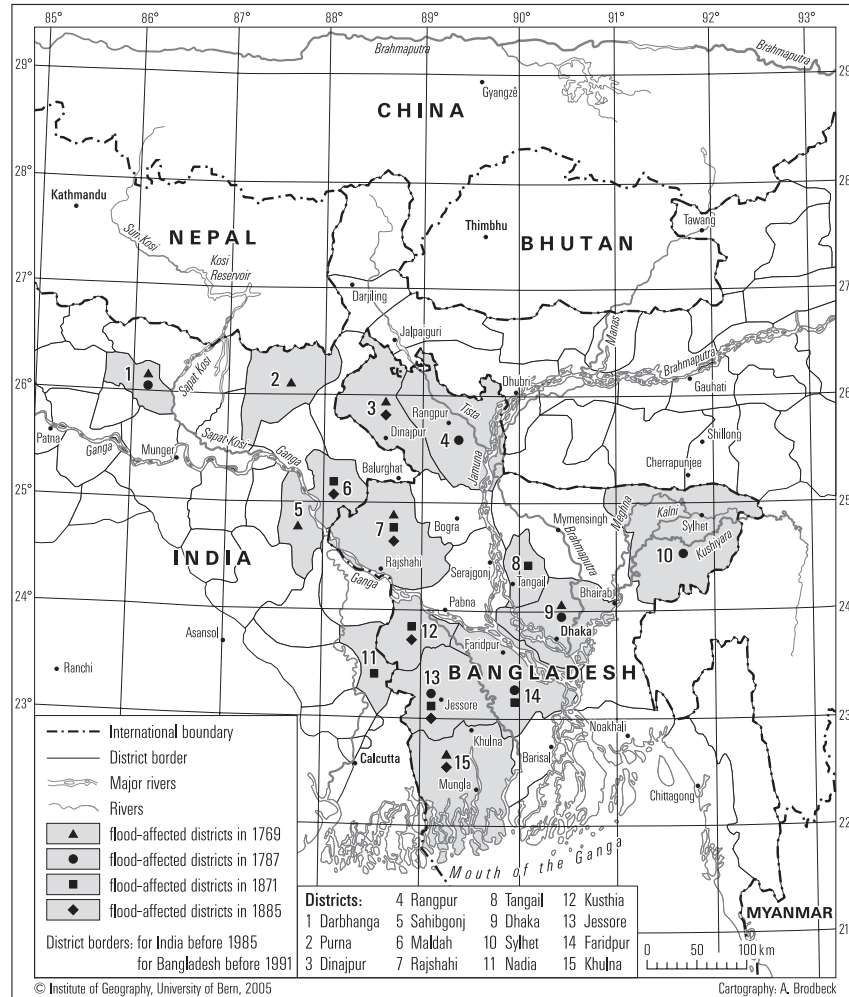 85° 86° 87° 88° 89° 90° 91° 92° 93°
Brahmaputra
Brahmaputra
29° 29
Gyangzê
CHINA
28° 28
Kathmandu
NEPAL
Sun Kosi
Kosi
Reservoir
Thimbhu
BHUTAN
Tawang
27° 27
Darjiling
Jalpaiguri
Manas
Brahmaputra
Sapat Kosi
Dhubri
Gauhati
26° 26
1
2
3
Rangpur
Tista
4
Dinajpur
Patna
Ganga
Munger
Sapat-Kosi
Ganga
Balurghat
Jamuna
Shillong
Cherrapunjee
25° 25
6
5
7
Bogra
Mymensingh
Meghna
Kalni
Sylhet
Kushiyara
10
INDIA
Rajshahi
Ganga
Serajgonj
8
Tangail
Brahmaputra
Bhairab
24° 24
Pabna
9
Dhaka
Asansol
12
Faridpur
Ranchi
11
BANGLADESH
13
Jessore
14
23° 23
Noakhali
Khulna
Calcutta
15
Barisal
Mungla
Chittagong
22
Mouth of the Ganga
MYANMAR
21
International boundary
District border
Major rivers
Rivers
flood-affected districts in 1769
flood-affected districts in 1787
flood-affected districts in 1871
flood-affected districts in 1885
District borders: for India before 1985
for Bangladesh before 1991
Districts:
1 Darbhanga
2 Purna
3 Dinajpur
4 Rangpur
5 Sahibgonj
6 Maldah
7 Rajshahi
8 Tangail
9 Dhaka
10 Sylhet
11 Nadia
12 Kusthia
13 Jessore
14 Faridpur
15 Khulna
0 50 100 km
© Institute of Geography, University of Bern, 2005
Cartography: A. Brodbeck